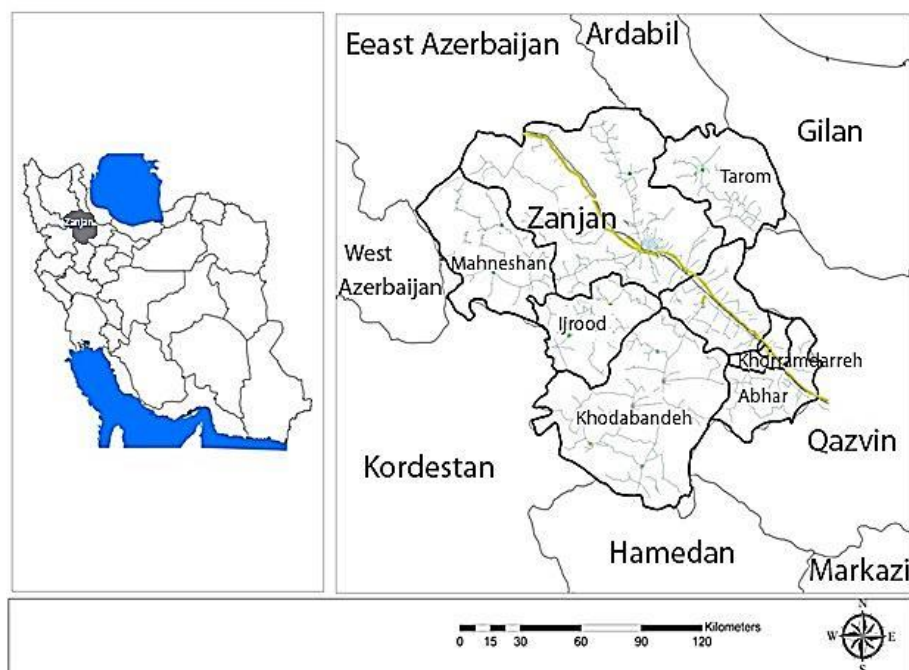 Zanjan
Eeast Azerbaijan
Ardabil
Gilan
Tarom
Zanjan
West
Azerbaijan
Mahneshan
Ijrood
Khorramdarreh
Abhar
Khodabandeh
Qazvin
Kordestan
Hamedan
Markazi
Kilometers
0 15 30 60 90 120
N
W E
S